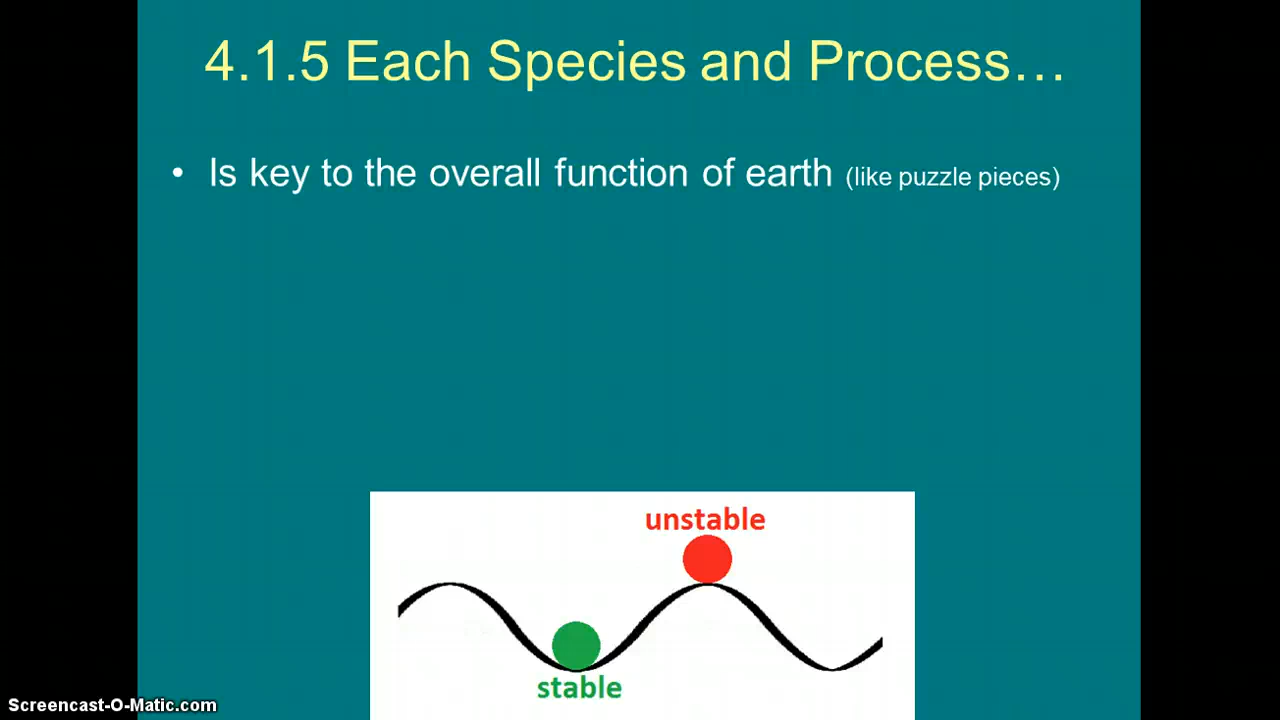 4.1.5 Each Species and Process…
• Is key to the overall function of earth (like puzzle pieces)
unstable
stable
Screencast-O-Matic.com